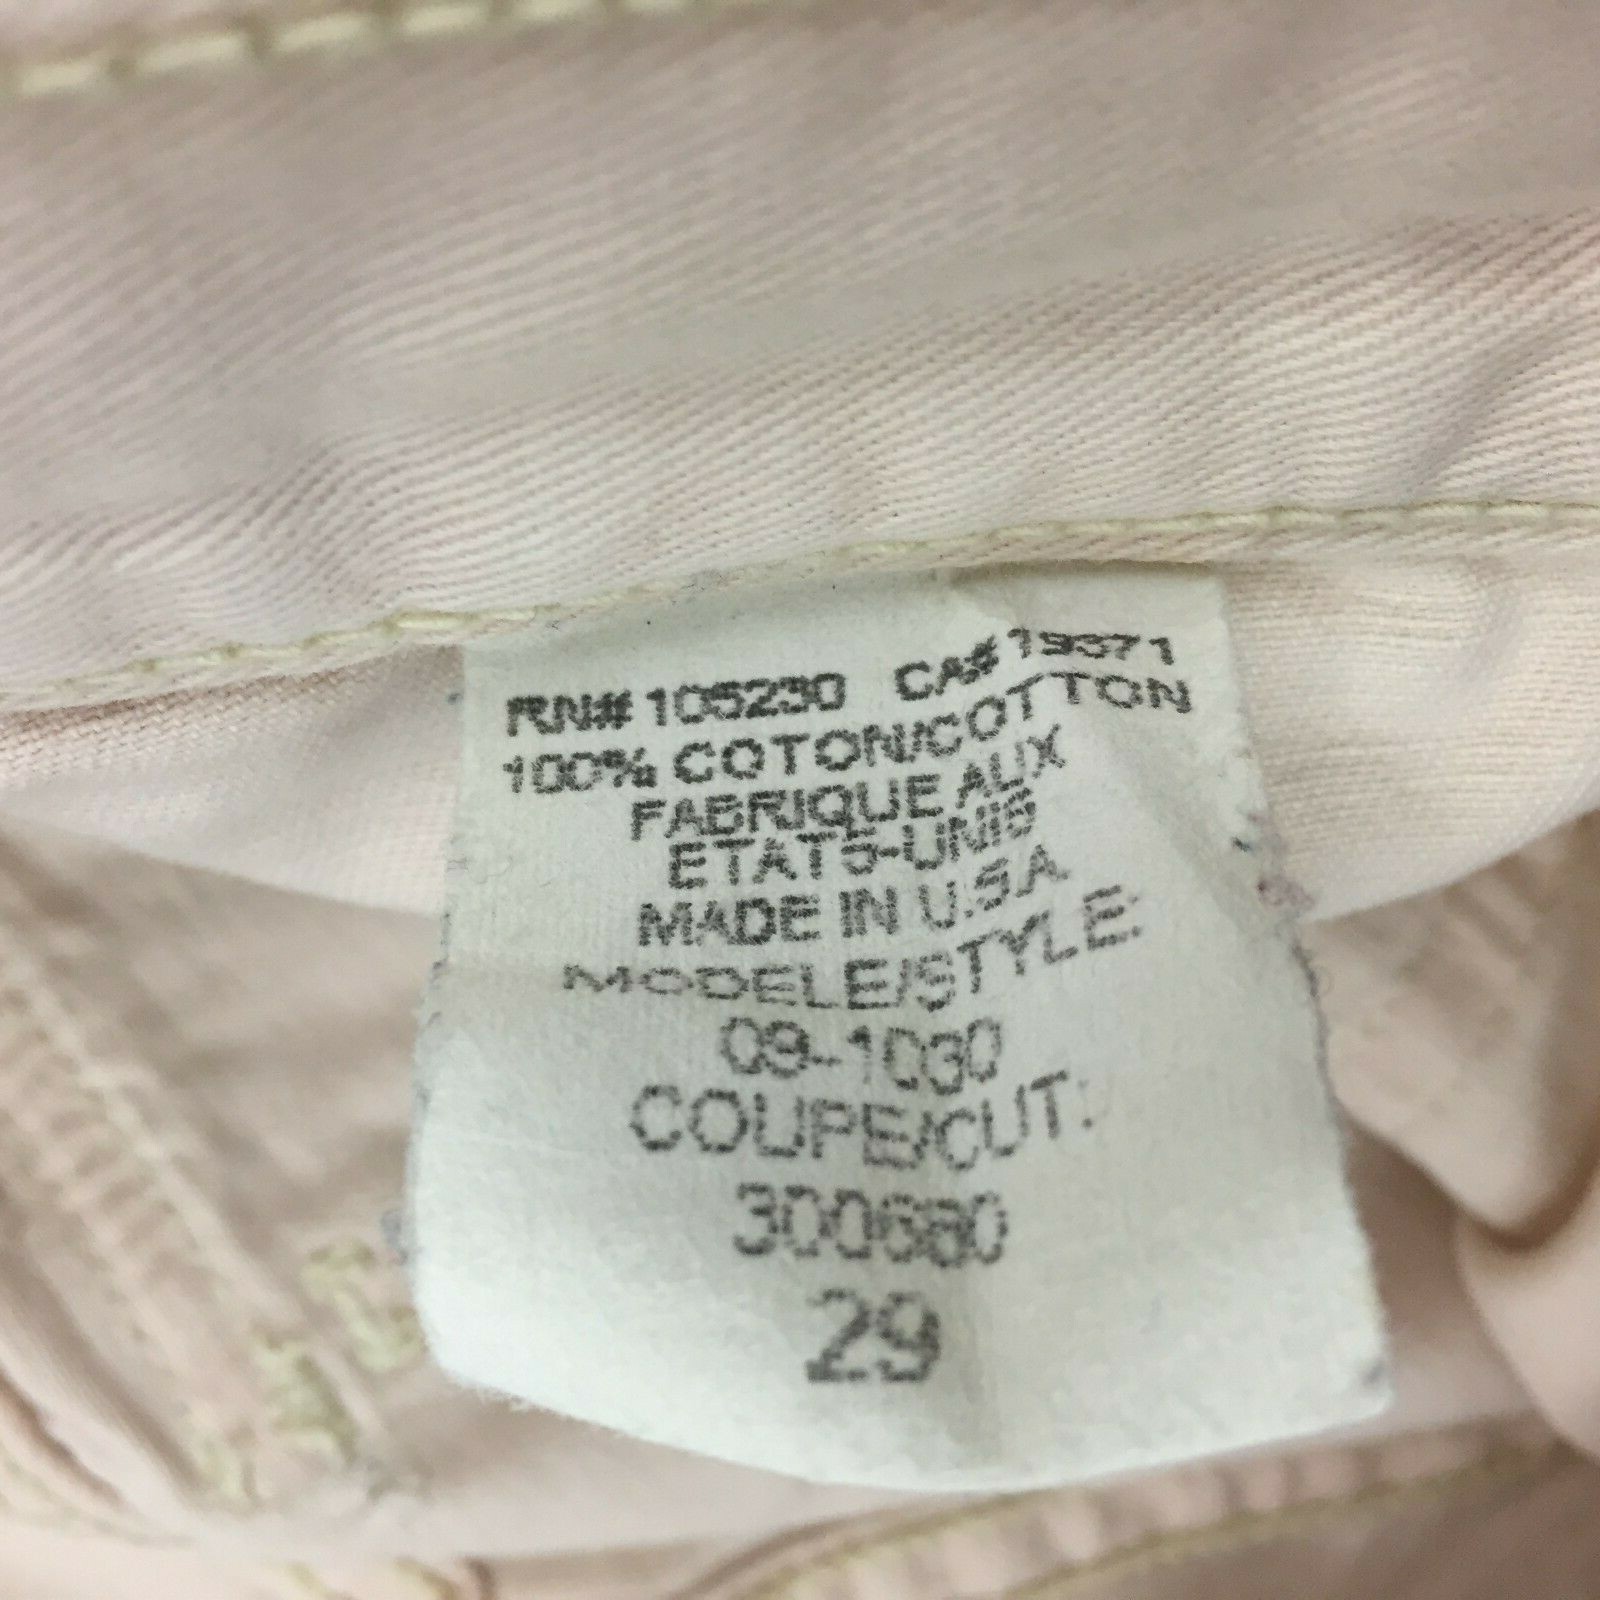 RN# 105230 CA# 19371
100% COTON/COTTON
FABRIQUE AUX
ETATS-UNIS
MADE IN U.S.A.
MODELE/STYLE:
09-1030
COUPE/CUT:
300680
29